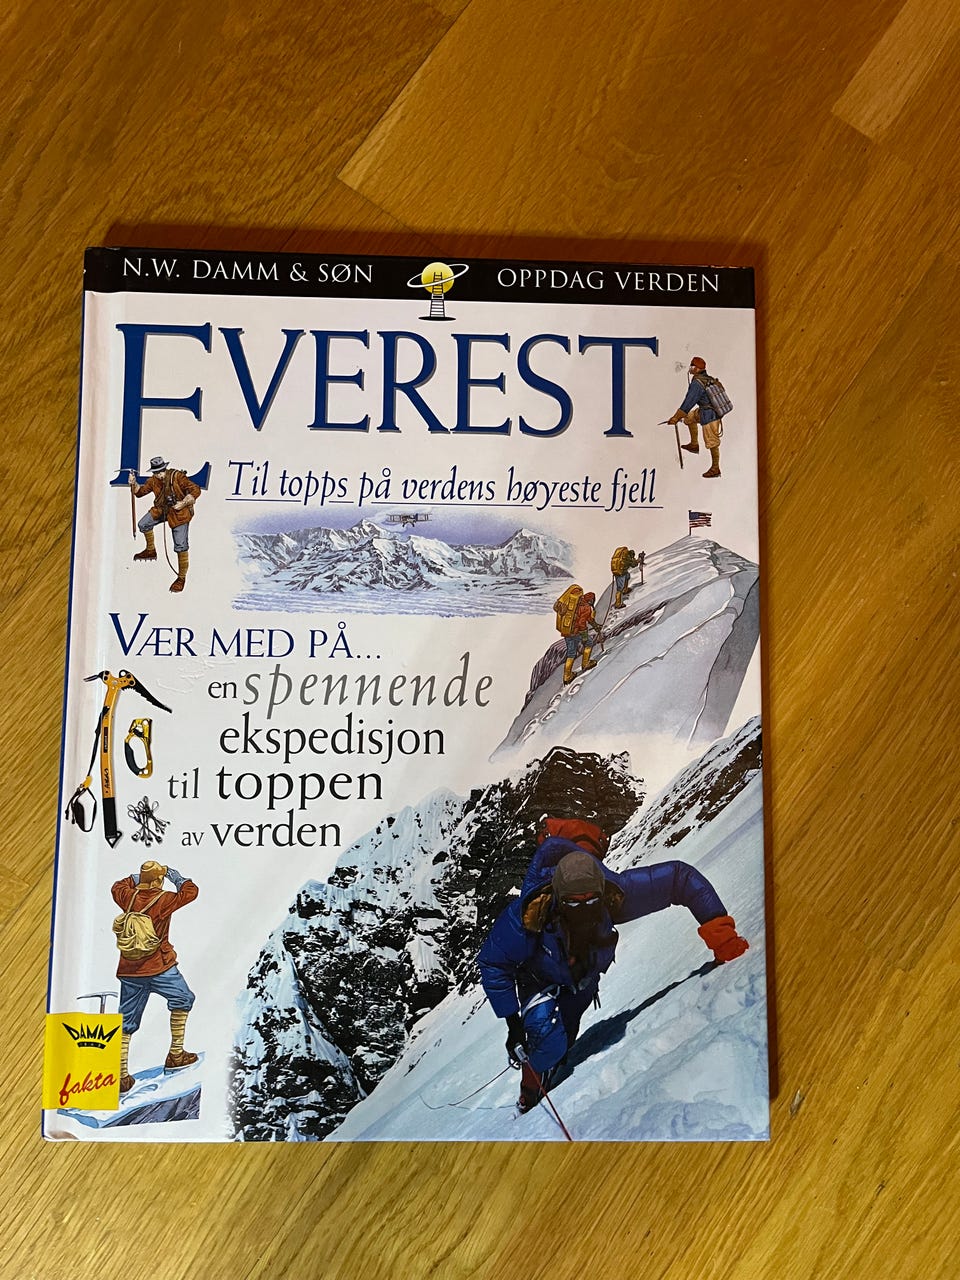 N.W. DAMM & SØN OPPDAG VERDEN
EVEREST
Til topps på verdens høyeste fjell
VÆR MED PÅ...
en spennende
ekspedisjon
til toppen
av verden
DAMM
fakta